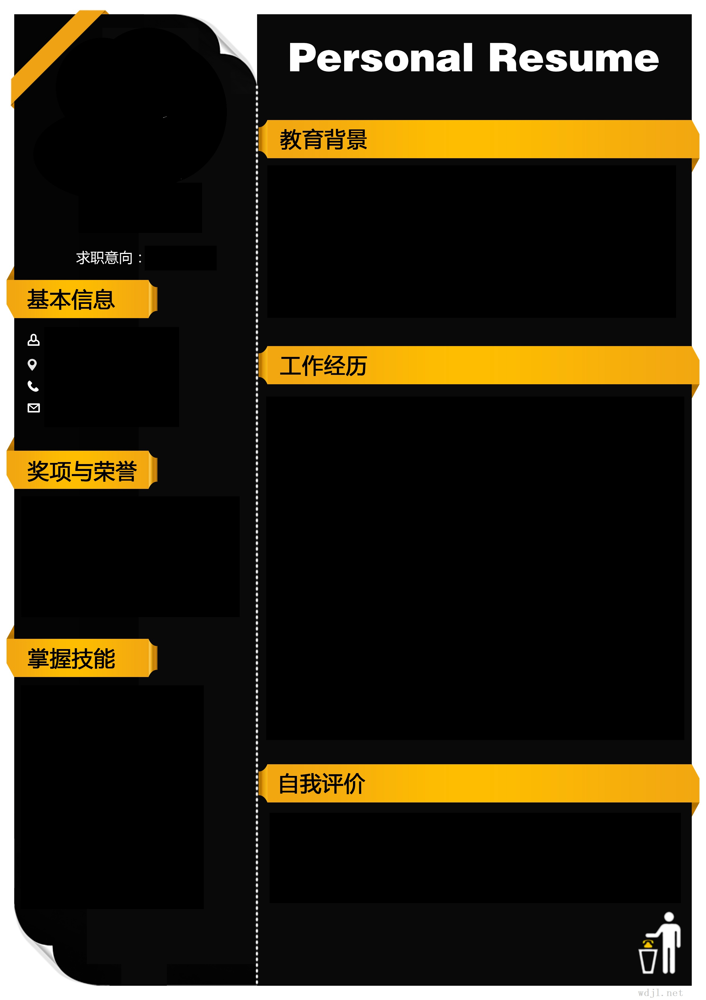 Personal Resume
求职意向：
基本信息
奖项与荣誉
掌握技能
教育背景
工作经历
自我评价
wdjl.net